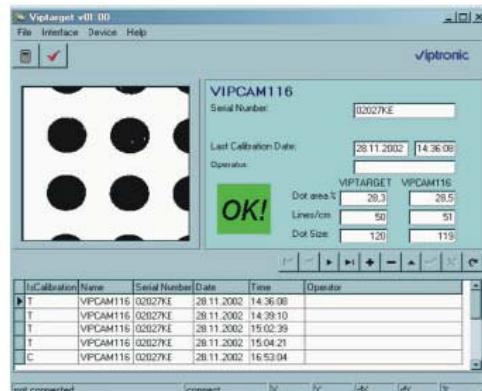 Viptarget v01.00
File Interface Device Help
viptronic
VIPCAM116
Serial Number: 02027KE
Last Calibration Date: 28.11.2002 14:36:08
Operator:
VIPTARGET VIPCAM116
Dot area % 28,3 28,5
Lines/cm 50 51
Dot Size: 120 119
OK!
IsCalibration Name Serial Number Date Time Operator
T VIPCAM116 02027KE 28.11.2002 14:36:08
T VIPCAM116 02027KE 28.11.2002 14:39:10
T VIPCAM116 02027KE 28.11.2002 15:02:39
T VIPCAM116 02027KE 28.11.2002 15:04:21
C VIPCAM116 02027KE 28.11.2002 16:53:04
not connected connect